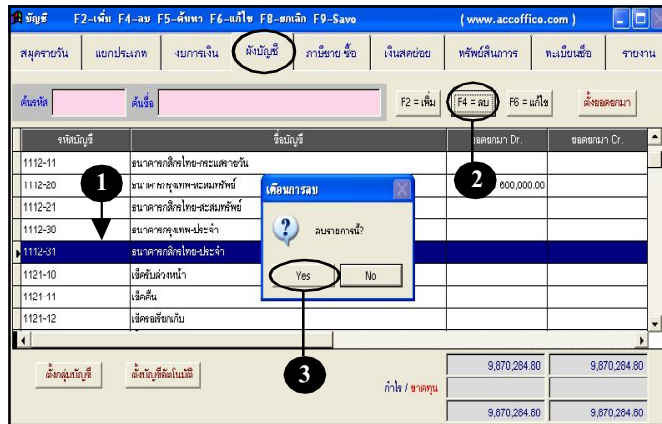 บัญชี F2-เพิ่ม F4-ลบ F5-ค้นหา F6-แก้ไข F8-ยกเลิก F9-Save ( www.accoffice.com )
สมุดรายวัน แยกประเภท งบการเงิน ผังบัญชี ภาษีขาย ซื้อ เงินสดย่อย ทรัพย์สินถาวร ทะเบียนชื่อ รายงาน
ค้นรหัส ค้นชื่อ F2 = เพิ่ม F4 = ลบ F6 = แก้ไข ตั้งยอดยกมา
รหัสบัญชี ชื่อบัญชี ยอดยกมา Dr. ยอดยกมา Cr.
1112-11 ธนาคารกสิกรไทย-กระแสรายวัน
1112-20 ธนาคารกรุงเทพ-สะสมทรัพย์ 600,000.00
1112-21 ธนาคารกสิกรไทย-สะสมทรัพย์
1112-30 ธนาคารกรุงเทพ-ประจำ
1112-31 ธนาคารกสิกรไทย-ประจำ
1121-10 เช็ครับล่วงหน้า
1121-11 เช็คคืน
1121-12 เช็ครอเรียกเก็บ
เตือนการลบ
ลบรายการนี้?
Yes No
1
2
3
ตั้งกลุ่มบัญชี ตั้งบัญชีอัตโนมัติ
9,870,284.80 9,870,284.80
กำไร / ขาดทุน
9,870,284.80 9,870,284.80